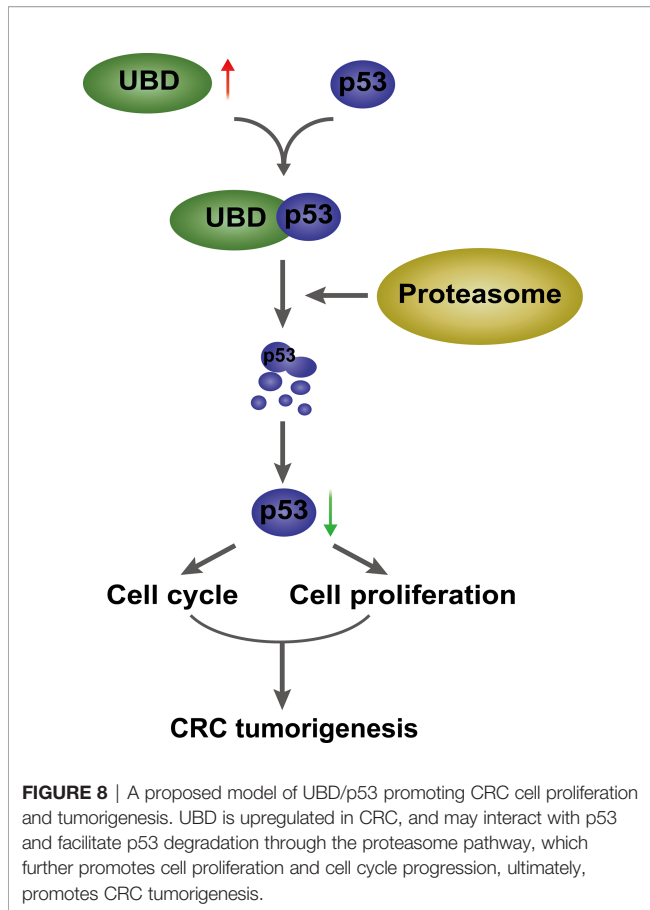 UBD
p53
UBD
p53
Proteasome
p53
p53
Cell cycle
Cell proliferation
CRC tumorigenesis
FIGURE 8 | A proposed model of UBD/p53 promoting CRC cell proliferation
and tumorigenesis. UBD is upregulated in CRC, and may interact with p53
and facilitate p53 degradation through the proteasome pathway, which
further promotes cell proliferation and cell cycle progression, ultimately,
promotes CRC tumorigenesis.